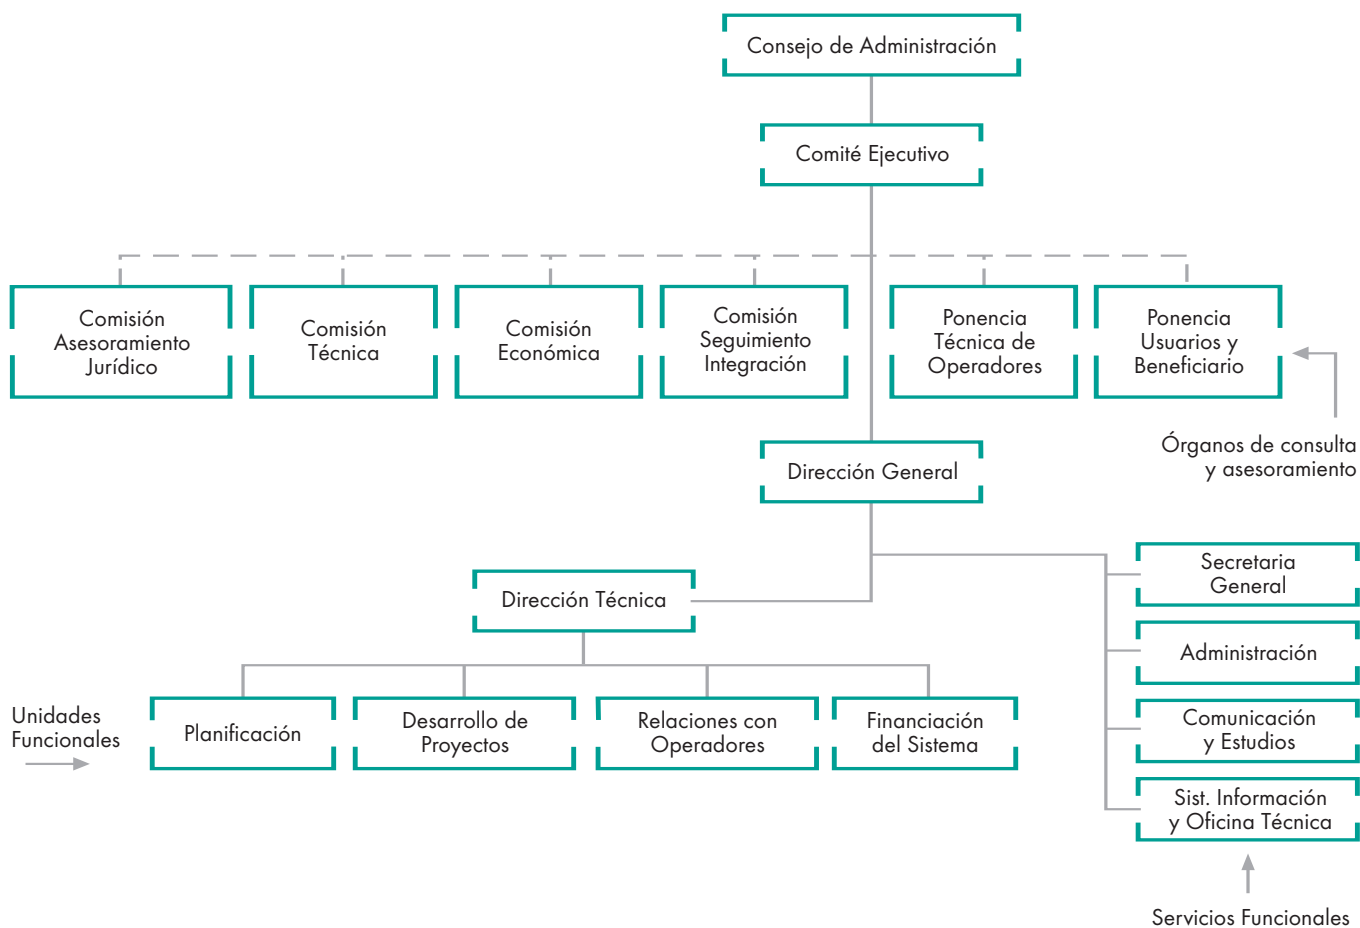 Consejo de Administración
Comité Ejecutivo
Comisión
Asesoramiento
Jurídico
Comisión
Técnica
Comisión
Económica
Comisión
Seguimiento
Integración
Ponencia
Técnica de
Operadores
Ponencia
Usuarios y
Beneficiario
Órganos de consulta
y asesoramiento
Dirección General
Dirección Técnica
Secretaria
General
Administración
Comunicación
y Estudios
Sist. Información
y Oficina Técnica
Servicios Funcionales
Unidades
Funcionales
Planificación
Desarrollo de
Proyectos
Relaciones con
Operadores
Financiación
del Sistema